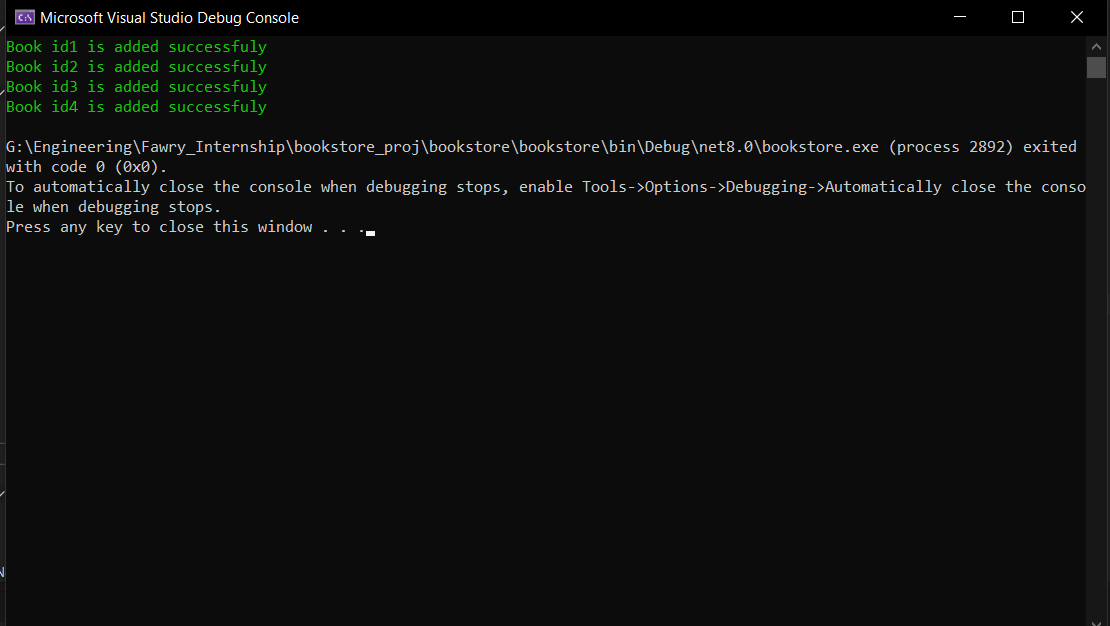 Microsoft Visual Studio Debug Console
Book id1 is added successfuly
Book id2 is added successfuly
Book id3 is added successfuly
Book id4 is added successfuly
G:\Engineering\Fawry_Internship\bookstore_proj\bookstore\bookstore\bin\Debug\net8.0\bookstore.exe (process 2892) exited
with code 0 (0x0).
To automatically close the console when debugging stops, enable Tools->Options->Debugging->Automatically close the conso
le when debugging stops.
Press any key to close this window . . .